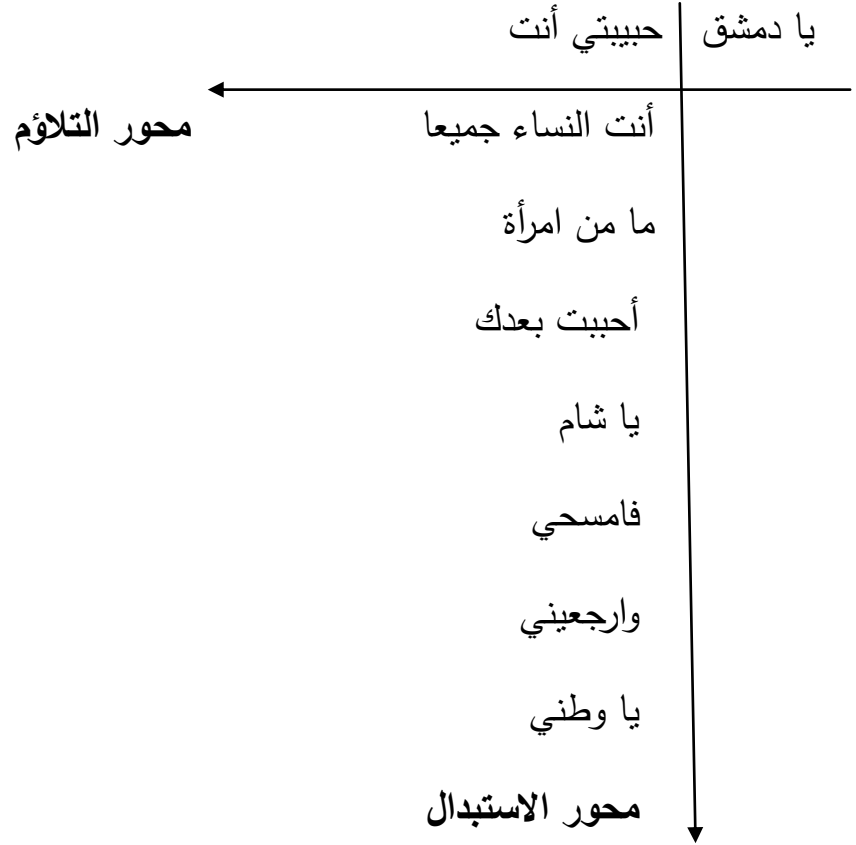 يا دمشق حبيبتي أنت
أنت النساء جميعا
محور التلاؤم
ما من امرأة
أحببت بعدك
يا شام
فامسحي
وارجعيني
يا وطني
محور الاستبدال